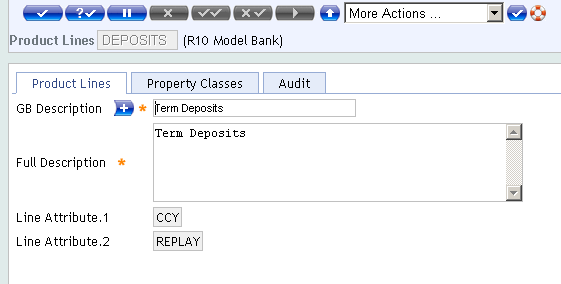 More Actions ...
Product Lines DEPOSITS (R10 Model Bank)
Product Lines Property Classes Audit
GB Description * Term Deposits
Full Description * Term Deposits
Line Attribute.1 CCY
Line Attribute.2 REPLAY